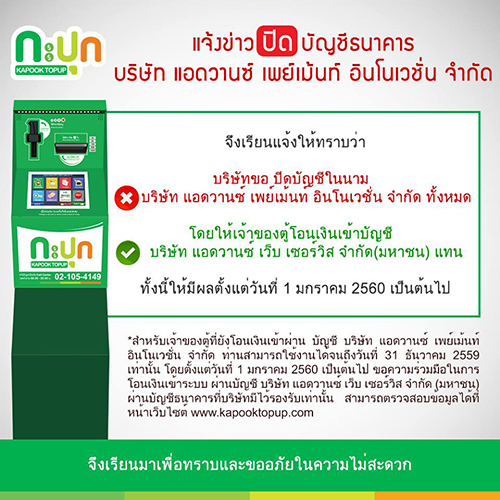 กะปุก
KAPOOK TOPUP
แจ้งข่าว ปิด บัญชีธนาคาร
บริษัท แอดวานซ์ เพย์เม้นท์ อินโนเวชั่น จำกัด
จึงเรียนแจ้งให้ทราบว่า
บริษัทขอ ปิดบัญชีในนาม
บริษัท แอดวานซ์ เพย์เม้นท์ อินโนเวชั่น จำกัด ทั้งหมด
โดยให้เจ้าของตู้โอนเงินเข้าบัญชี
บริษัท แอดวานซ์ เว็บ เซอร์วิส จำกัด(มหาชน) แทน
ทั้งนี้ให้มีผลตั้งแต่วันที่ 1 มกราคม 2560 เป็นต้นไป
กะปุก
KAPOOK TOPUP
02-105-4149
*สำหรับเจ้าของตู้ที่ยังโอนเงินเข้าผ่าน บัญชี บริษัท แอดวานซ์ เพย์เม้นท์
อินโนเวชั่น จำกัด ท่านสามารถใช้งานได้จนถึงวันที่ 31 ธันวาคม 2559
เท่านั้น โดยตั้งแต่วันที่ 1 มกราคม 2560 เป็นต้นไป ขอความร่วมมือในการ
โอนเงินเข้าระบบ ผ่านบัญชี บริษัท แอดวานซ์ เว็บ เซอร์วิส จำกัด (มหาชน)
ผ่านบัญชีธนาคารที่บริษัทมีไว้รองรับเท่านั้น สามารถตรวจสอบข้อมูลได้ที่
หน้าเว็บไซต์ www.kapooktopup.com
จึงเรียนมาเพื่อทราบและขออภัยในความไม่สะดวก